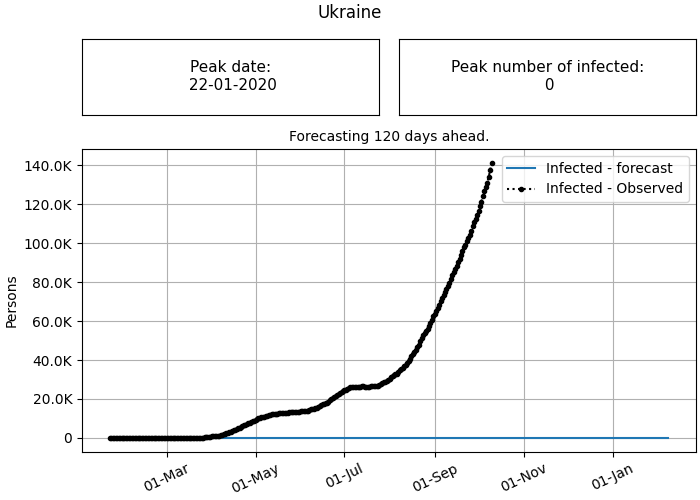 Ukraine
Peak date:
22-01-2020
Peak number of infected:
0
Forecasting 120 days ahead.
Infected - forecast
Infected - Observed
140.0K
120.0K
100.0K
80.0K
60.0K
40.0K
20.0K
0
Persons
01-Mar
01-May
01-Jul
01-Sep
01-Nov
01-Jan